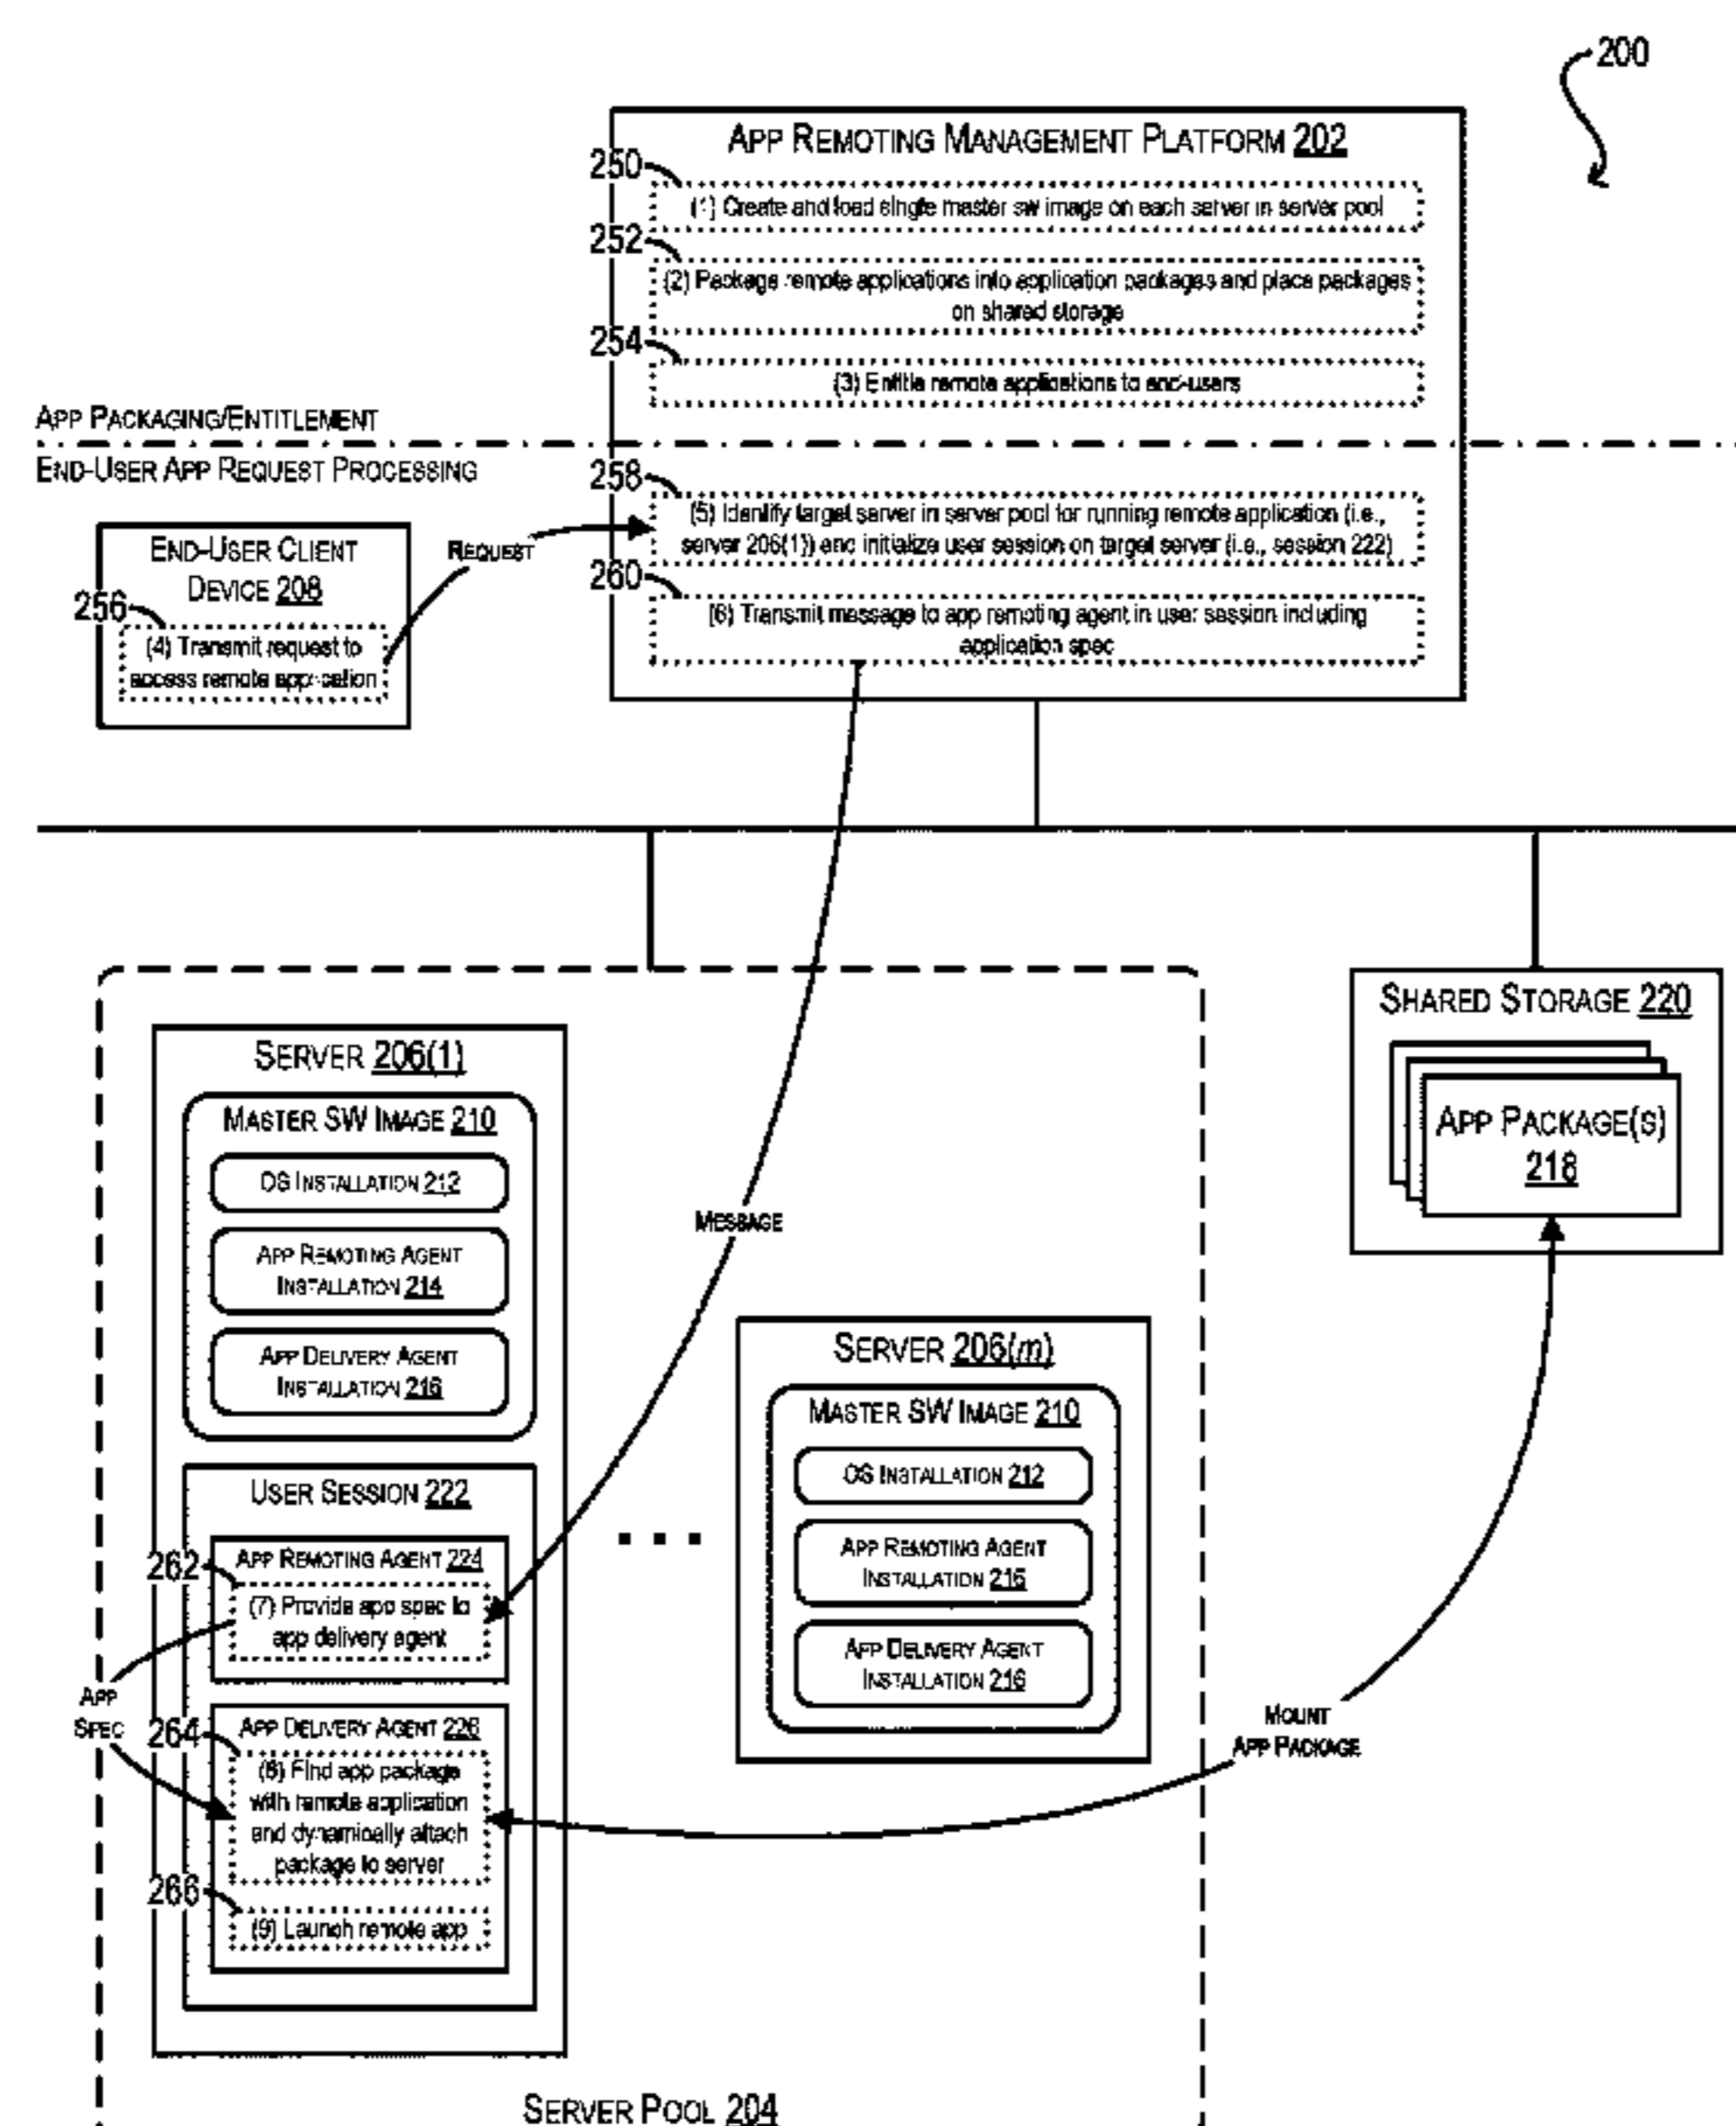 200
APP REMOTING MANAGEMENT PLATFORM 202
250
(1) Create and load single master sw image on each server in server pool
252
(2) Package remote applications into application packages and place packages
on shared storage
254
(3) Entitle remote applications to end-users
APP PACKAGING/ENTITLEMENT
END-USER APP REQUEST PROCESSING
258
(5) Identify target server in server pool for running remote application (i.e.,
server 206(1)) and initialize user session on target server (i.e., session 222)
260
(6) Transmit message to app remoting agent in user session including
application spec
END-USER CLIENT
DEVICE 208
256
(4) Transmit request to
access remote application
REQUEST
SERVER 206(1)
MASTER SW IMAGE 210
OS INSTALLATION 212
APP REMOTING AGENT
INSTALLATION 214
APP DELIVERY AGENT
INSTALLATION 216
USER SESSION 222
262
APP REMOTING AGENT 224
(7) Provide app spec to
app delivery agent
APP
SPEC
264
APP DELIVERY AGENT 226
(8) Find app package
with remote application
and dynamically attach
package to server
266
(9) Launch remote app
MESSAGE
...
SERVER 206(m)
MASTER SW IMAGE 210
OS INSTALLATION 212
APP REMOTING AGENT
INSTALLATION 215
APP DELIVERY AGENT
INSTALLATION 216
SHARED STORAGE 220
APP PACKAGE(S)
218
MOUNT
APP PACKAGE
SERVER POOL 204